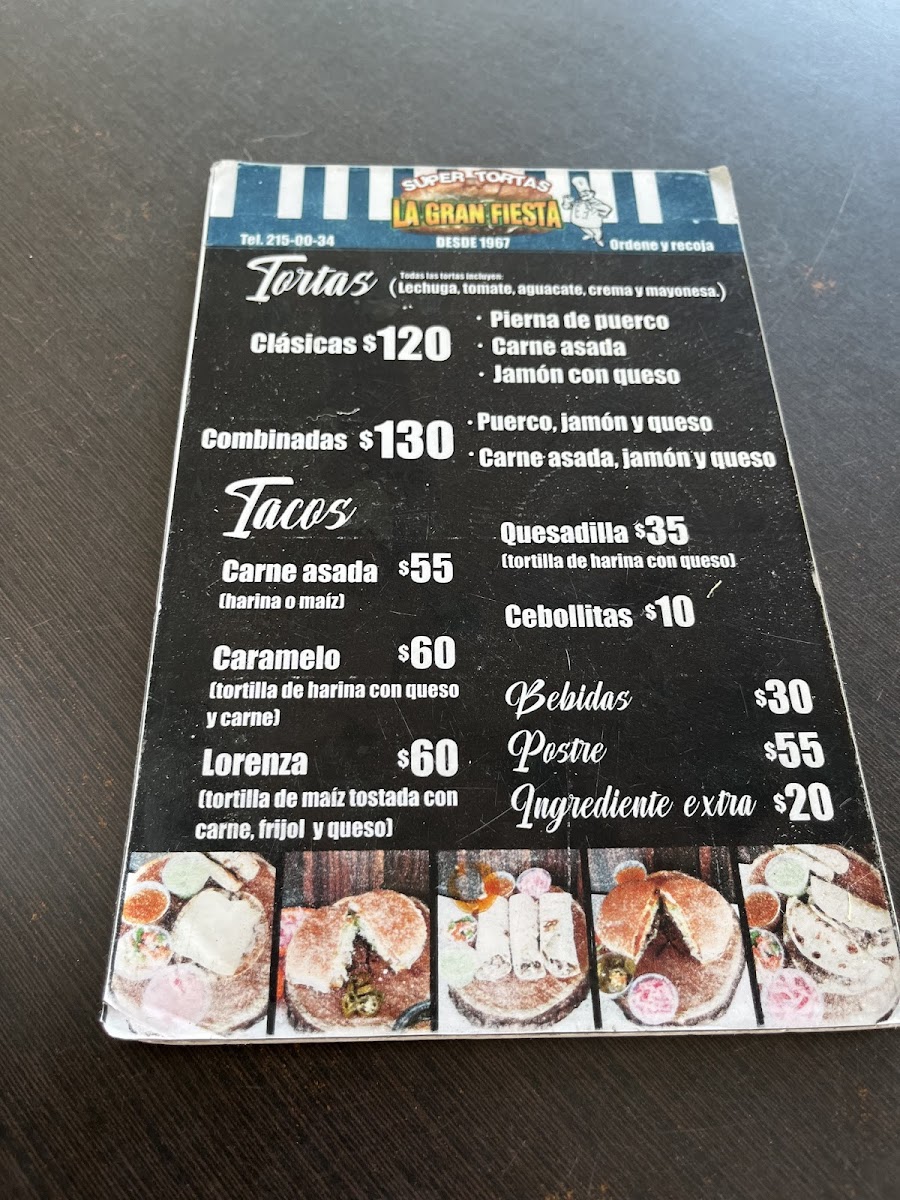 SUPER TORTAS
LA GRAN FIESTA
DESDE 1967
Tel. 215-00-34
Ordene y recoja
Tortas
Todas las tortas incluyen:
(Lechuga, tomate, aguacate, crema y mayonesa.)
Clásicas $120
· Pierna de puerco
· Carne asada
· Jamón con queso
Combinadas $130
· Puerco, jamón y queso
· Carne asada, jamón y queso
Tacos
Carne asada $55
(harina o maíz)
Caramelo $60
(tortilla de harina con queso
y carne)
Lorenza $60
(tortilla de maíz tostada con
carne, frijol y queso)
Quesadilla $35
(tortilla de harina con queso)
Cebollitas $10
Bebidas $30
Postre $55
Ingrediente extra $20